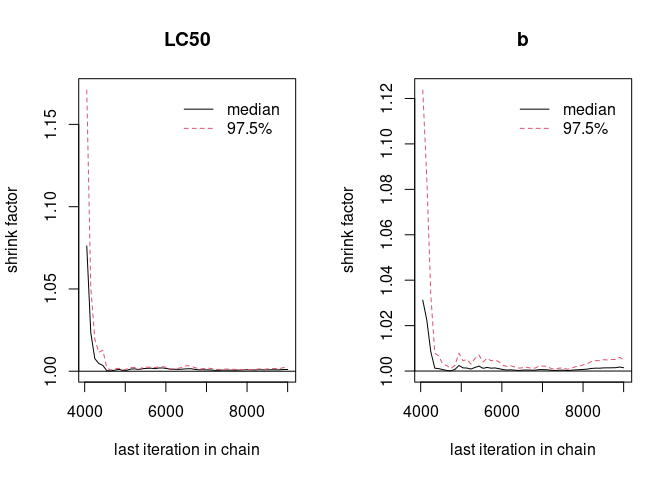 LC50
shrink factor
1.00 1.05 1.10 1.15
median
97.5%
4000 6000 8000
last iteration in chain
b
shrink factor
1.00 1.02 1.04 1.06 1.08 1.10 1.12
median
97.5%
4000 6000 8000
last iteration in chain